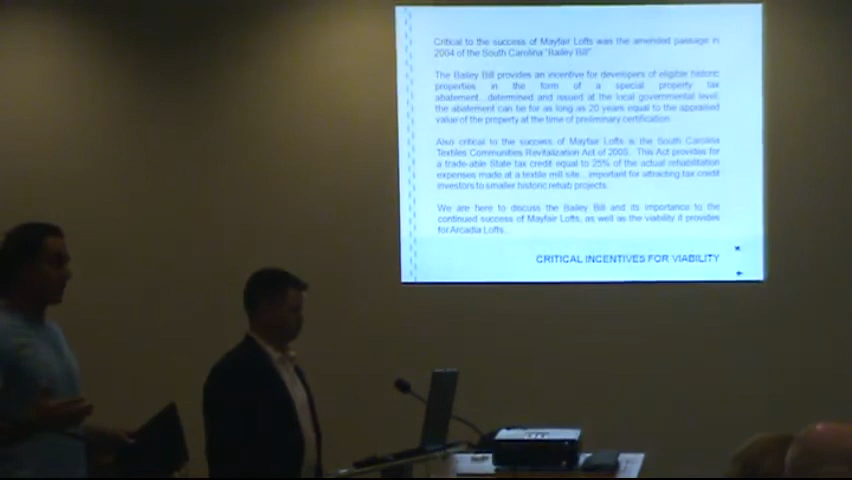 Critical to the success of Mayfair Lofts was the amended passage in
2004 of the South Carolina "Bailey Bill"
The Bailey Bill provides an incentive for developers of eligible historic
properties in the form of a special property tax
abatement...determined and issued at the local governmental level;
the abatement can be for as long as 20 years equal to the appraised
value of the property at the time of preliminary certification.
Also critical to the success of Mayfair Lofts is the South Carolina
Textiles Communities Revitalization Act of 2005. This Act provides for
a trade-able State tax credit equal to 25% of the actual rehabilitation
expenses made at a textile mill site...important for attracting tax credit
investors to smaller historic rehab projects.
We are here to discuss the Bailey Bill and its importance to the
continued success of Mayfair Lofts, as well as the viability it provides
for Arcadia Lofts.
CRITICAL INCENTIVES FOR VIABILITY